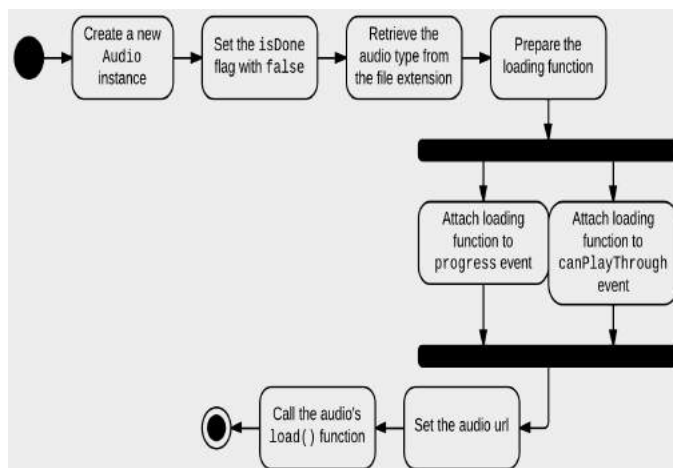 Create a new
Audio
instance
Set the isDone
flag with false
Retrieve the
audio type from
the file extension
Prepare the
loading function
Attach loading
function to
progress event
Attach loading
function to
canPlayThrough
event
Call the audio's
load() function
Set the audio url